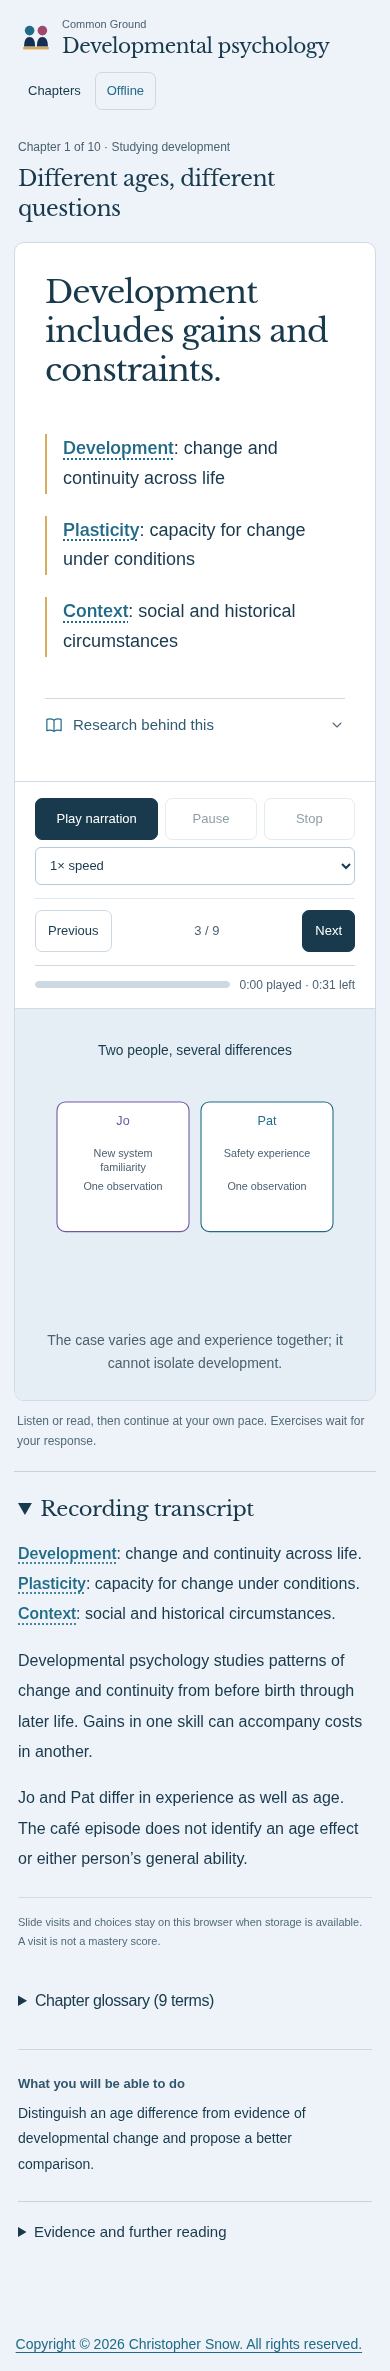 Common Ground
Developmental psychology
Chapters
Offline
Chapter 1 of 10 · Studying development
Different ages, different
questions
Development
includes gains and
constraints.
Development: change and
continuity across life
Plasticity: capacity for change
under conditions
Context: social and historical
circumstances
Research behind this
Play narration
Pause
Stop
1× speed
Previous
3 / 9
Next
0:00 played · 0:31 left
Two people, several differences
Jo
New system
familiarity
One observation
Pat
Safety experience
One observation
The case varies age and experience together; it
cannot isolate development.
Listen or read, then continue at your own pace. Exercises wait for
your response.
Recording transcript
Development: change and continuity across life.
Plasticity: capacity for change under conditions.
Context: social and historical circumstances.
Developmental psychology studies patterns of
change and continuity from before birth through
later life. Gains in one skill can accompany costs
in another.
Jo and Pat differ in experience as well as age.
The café episode does not identify an age effect
or either person’s general ability.
Slide visits and choices stay on this browser when storage is available.
A visit is not a mastery score.
Chapter glossary (9 terms)
What you will be able to do
Distinguish an age difference from evidence of
developmental change and propose a better
comparison.
Evidence and further reading
Copyright © 2026 Christopher Snow. All rights reserved.